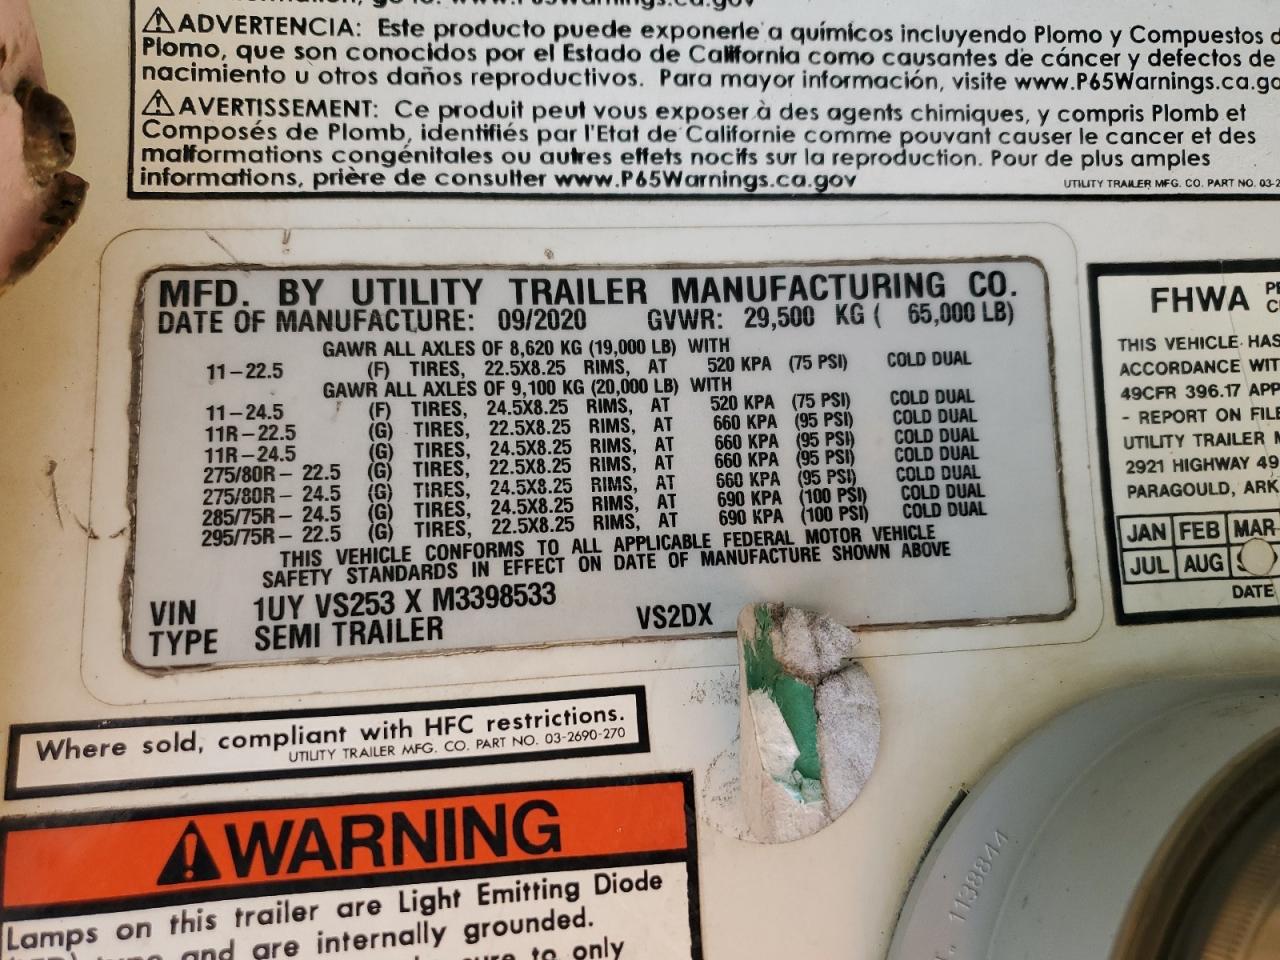 www.P65Warnings.ca.gov
⚠ADVERTENCIA: Este producto puede exponerle a químicos incluyendo Plomo y Compuestos
Plomo, que son conocidos por el Estado de California como causantes de cáncer y defectos de
nacimiento u otros daños reproductivos. Para mayor información, visite www.P65Warnings.ca.go
⚠AVERTISSEMENT: Ce produit peut vous exposer à des agents chimiques, y compris Plomb et
Composés de Plomb, identifiés par l'Etat de Californie comme pouvant causer le cancer et des
malformations congénitales ou autres effets nocifs sur la reproduction. Pour de plus amples
informations, prière de consulter www.P65Warnings.ca.gov
UTILITY TRAILER MFG. CO. PART NO. 03-2
MFD. BY UTILITY TRAILER MANUFACTURING CO.
DATE OF MANUFACTURE: 09/2020 GVWR: 29,500 KG ( 65,000 LB)
GAWR ALL AXLES OF 8,620 KG (19,000 LB) WITH
11-22.5 (F) TIRES, 22.5X8.25 RIMS, AT 520 KPA (75 PSI) COLD DUAL
GAWR ALL AXLES OF 9,100 KG (20,000 LB) WITH
11-24.5 (F) TIRES, 24.5X8.25 RIMS, AT 520 KPA (75 PSI) COLD DUAL
11R-22.5 (G) TIRES, 22.5X8.25 RIMS, AT 660 KPA (95 PSI) COLD DUAL
11R-24.5 (G) TIRES, 24.5X8.25 RIMS, AT 660 KPA (95 PSI) COLD DUAL
275/80R- 22.5 (G) TIRES, 22.5X8.25 RIMS, AT 660 KPA (95 PSI) COLD DUAL
275/80R- 24.5 (G) TIRES, 24.5X8.25 RIMS, AT 660 KPA (95 PSI) COLD DUAL
285/75R- 24.5 (G) TIRES, 24.5X8.25 RIMS, AT 690 KPA (100 PSI) COLD DUAL
295/75R- 22.5 (G) TIRES, 22.5X8.25 RIMS, AT 690 KPA (100 PSI) COLD DUAL
THIS VEHICLE CONFORMS TO ALL APPLICABLE FEDERAL MOTOR VEHICLE
SAFETY STANDARDS IN EFFECT ON DATE OF MANUFACTURE SHOWN ABOVE
VIN 1UY VS253 X M3398533
TYPE SEMI TRAILER VS2DX
FHWA
THIS VEHICLE HAS
ACCORDANCE WIT
49CFR 396.17 APP
- REPORT ON FILE
UTILITY TRAILER M
2921 HIGHWAY 49
PARAGOULD, ARK
JAN FEB MAR
JUL AUG
DATE
Where sold, compliant with HFC restrictions.
UTILITY TRAILER MFG. CO. PART NO. 03-2690-270
⚠WARNING
Lamps on this trailer are Light Emitting Diode
and are internally grounded.
to only
1138844